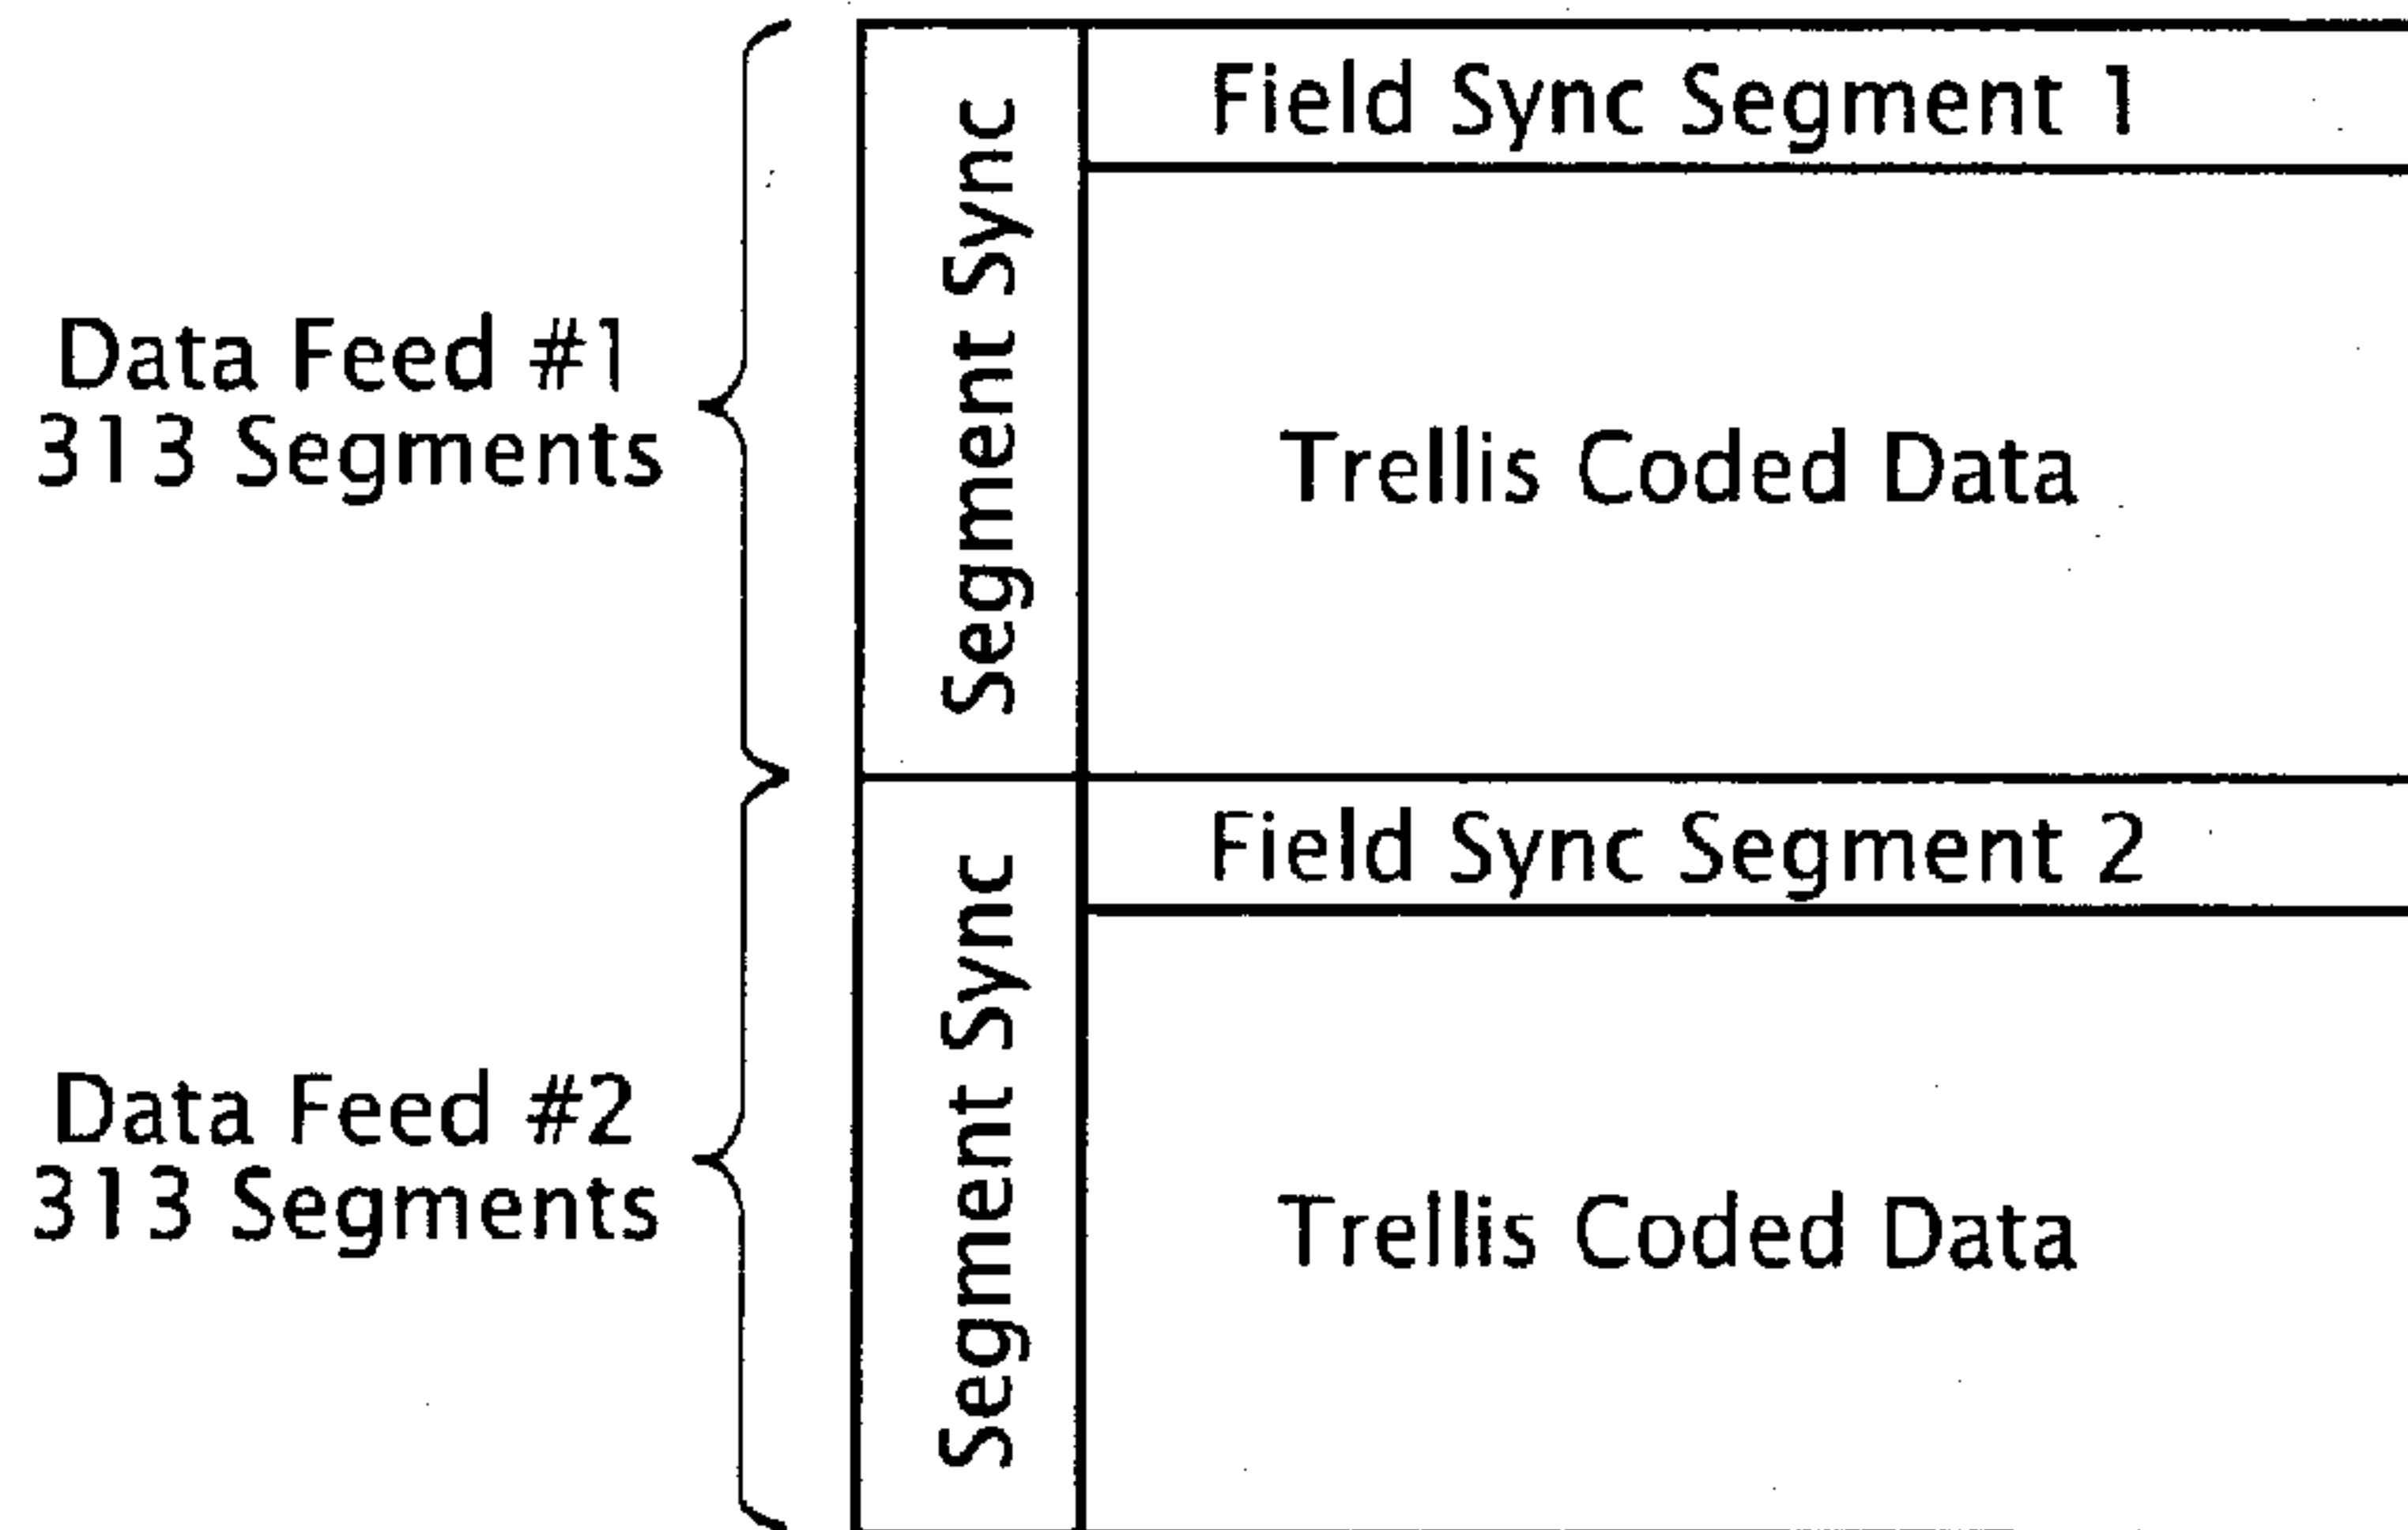 Data Feed #1
313 Segments
Segment Sync
Field Sync Segment 1
Trellis Coded Data
Data Feed #2
313 Segments
Segment Sync
Field Sync Segment 2
Trellis Coded Data